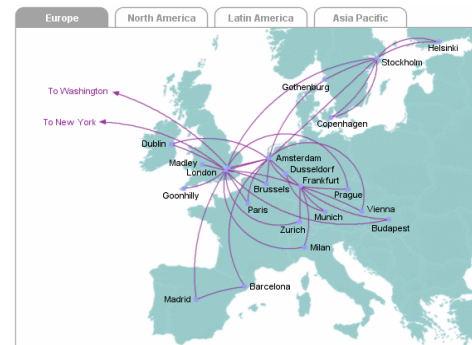 Europe
North America
Latin America
Asia Pacific
Helsinki
Stockholm
Gothenburg
To Washington
To New York
Copenhagen
Dublin
Amsterdam
Madley
Dusseldorf
London
Frankfurt
Goonhilly
Brussels
Prague
Paris
Munich
Vienna
Zurich
Budapest
Milan
Barcelona
Madrid